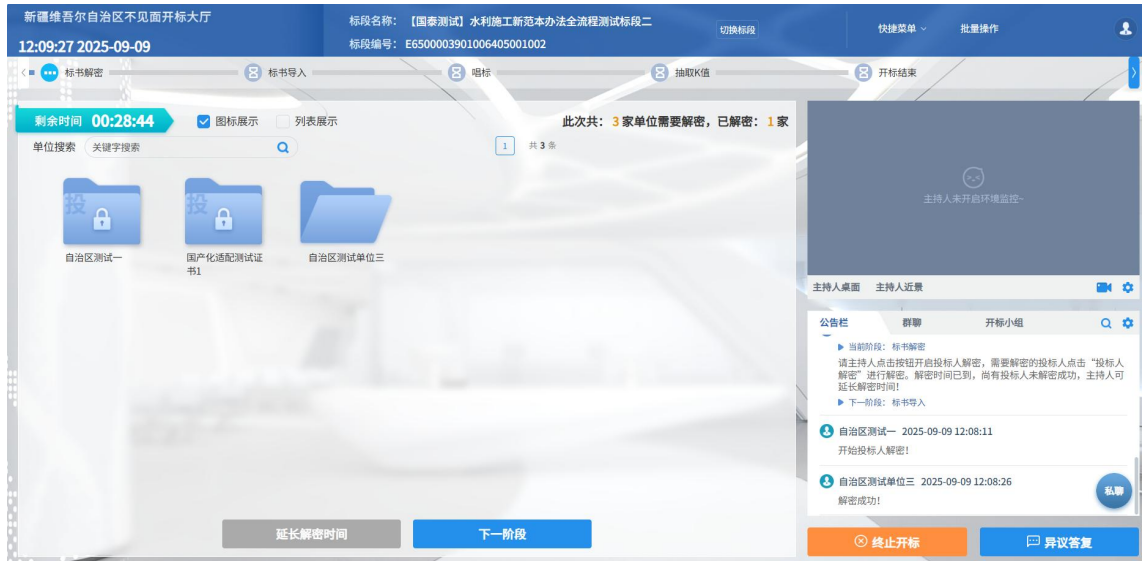 新疆维吾尔自治区不见面开标大厅
12:09:27 2025-09-09
标段名称: 【国泰测试】水利施工新范本办法全流程测试标段二
标段编号: E6500003901006405001002
切换标段
快捷菜单
批量操作
标书解密
标书导入
唱标
抽取K值
开标结束
剩余时间 00:28:44
图标展示
列表展示
此次共: 3 家单位需要解密, 已解密: 1 家
单位搜索 关键字搜索
1 共 3 条
投 投
自治区测试一
国产化适配测试证
书1
自治区测试单位三
主持人未开启环境监控~
主持人桌面 主持人近景
公告栏 群聊 开标小组
当前阶段: 标书解密
请主持人点击按钮开启投标人解密, 需要解密的投标人点击“投标人
解密”进行解密。解密时间已到, 尚有投标人未解密成功, 主持人可
延长解密时间!
下一阶段: 标书导入
自治区测试一 2025-09-09 12:08:11
开始投标人解密!
自治区测试单位三 2025-09-09 12:08:26
解密成功!
私聊
延长解密时间
下一阶段
终止开标
异议答复